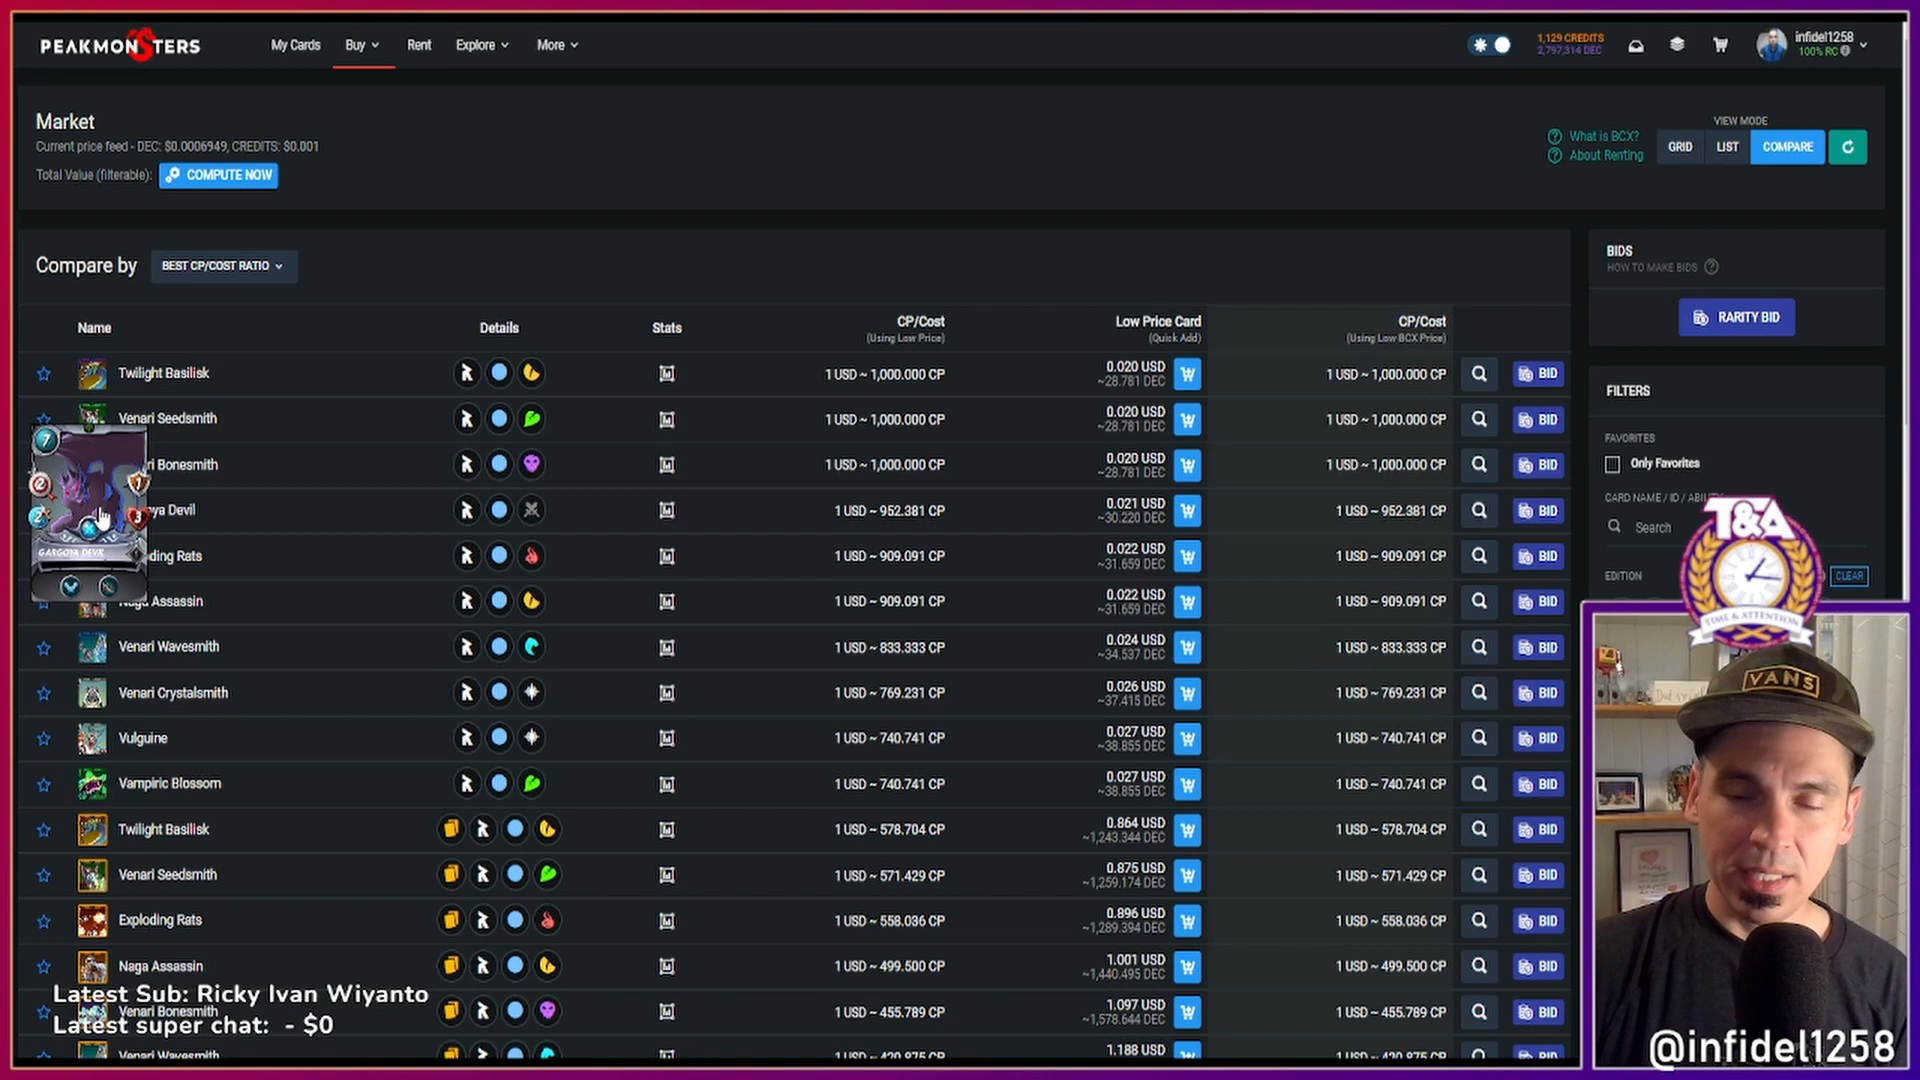 PEAKMONSTERS
My Cards
Buy
Rent
Explore
More
1,129 CREDITS
2,797,314 DEC
infidel1258
100% RC
Market
Current price feed - DEC: $0.0006949, CREDITS: $0.001
Total Value (filterable):
COMPUTE NOW
What is BCX?
About Renting
VIEW MODE
GRID
LIST
COMPARE
Compare by
BEST CP/COST RATIO
Name
Details
Stats
CP/Cost
(Using Low Price)
Low Price Card
(Quick Add)
CP/Cost
(Using Low BCX Price)
Twilight Basilisk
1 USD ~ 1,000.000 CP
0.020 USD
~28.781 DEC
1 USD ~ 1,000.000 CP
BID
Venari Seedsmith
1 USD ~ 1,000.000 CP
0.020 USD
~28.781 DEC
1 USD ~ 1,000.000 CP
BID
ri Bonesmith
1 USD ~ 1,000.000 CP
0.020 USD
~28.781 DEC
1 USD ~ 1,000.000 CP
BID
ya Devil
1 USD ~ 952.381 CP
0.021 USD
~30.220 DEC
1 USD ~ 952.381 CP
BID
ding Rats
1 USD ~ 909.091 CP
0.022 USD
~31.659 DEC
1 USD ~ 909.091 CP
BID
Naga Assassin
1 USD ~ 909.091 CP
0.022 USD
~31.659 DEC
1 USD ~ 909.091 CP
BID
7
2
1
2
3
GARGOYA DEVIL
Venari Wavesmith
1 USD ~ 833.333 CP
0.024 USD
~34.537 DEC
1 USD ~ 833.333 CP
BID
Venari Crystalsmith
1 USD ~ 769.231 CP
0.026 USD
~37.415 DEC
1 USD ~ 769.231 CP
BID
Vulguine
1 USD ~ 740.741 CP
0.027 USD
~38.855 DEC
1 USD ~ 740.741 CP
BID
Vampiric Blossom
1 USD ~ 740.741 CP
0.027 USD
~38.855 DEC
1 USD ~ 740.741 CP
BID
Twilight Basilisk
1 USD ~ 578.704 CP
0.864 USD
~1,243.344 DEC
1 USD ~ 578.704 CP
BID
Venari Seedsmith
1 USD ~ 571.429 CP
0.875 USD
~1,259.174 DEC
1 USD ~ 571.429 CP
BID
Exploding Rats
1 USD ~ 558.036 CP
0.896 USD
~1,289.394 DEC
1 USD ~ 558.036 CP
BID
Naga Assassin
1 USD ~ 499.500 CP
1.001 USD
~1,440.495 DEC
1 USD ~ 499.500 CP
BID
Venari Bonesmith
1 USD ~ 455.789 CP
1.097 USD
~1,578.644 DEC
1 USD ~ 455.789 CP
BID
Venari Wavesmith
1 USD ~ 420.875 CP
1.188 USD
1 USD ~ 420.875 CP
BID
Latest Sub: Ricky Ivan Wiyanto
Latest super chat: - $0
BIDS
HOW TO MAKE BIDS
RARITY BID
FILTERS
FAVORITES
Only Favorites
CARD NAME / ID / ABILITY
Search
EDITION
CLEAR
T&A
TIME & ATTENTION
VANS
@infidel1258